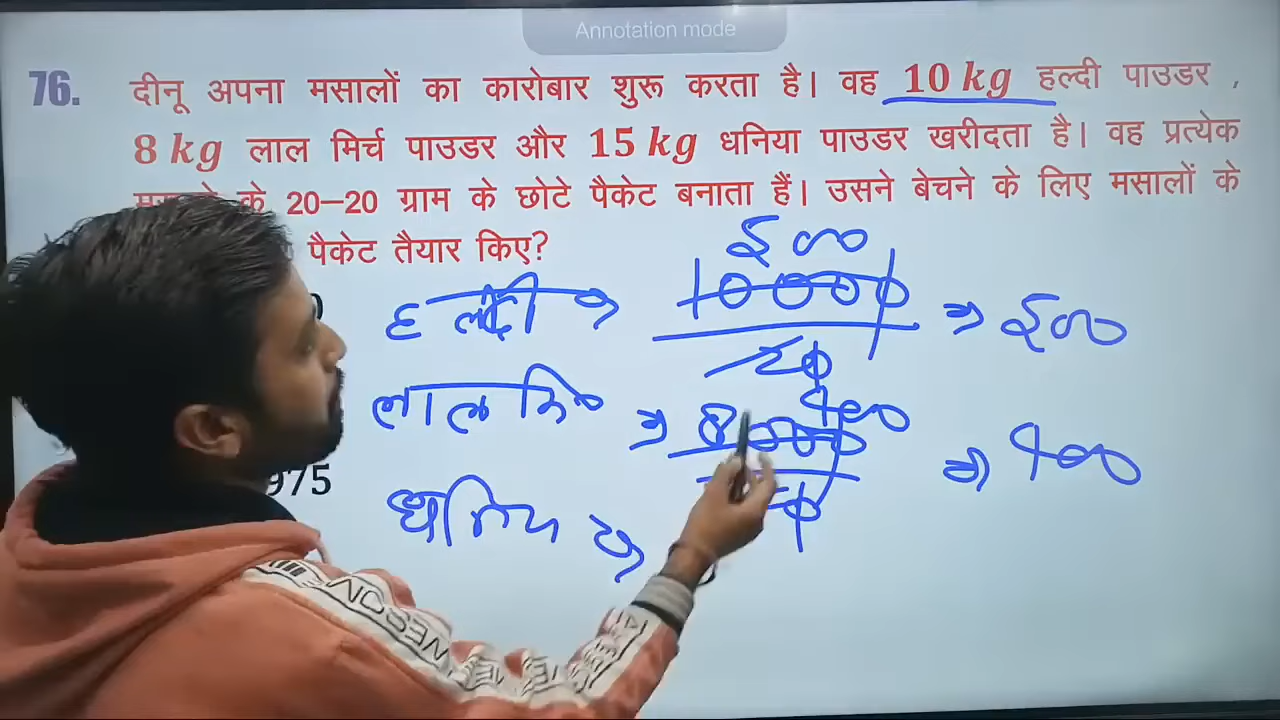 Annotation mode
76. दीनू अपना मसालों का कारोबार शुरू करता है। वह 10 kg हल्दी पाउडर ,
8 kg लाल मिर्च पाउडर और 15 kg धनिया पाउडर खरीदता है। वह प्रत्येक
के 20-20 ग्राम के छोटे पैकेट बनाता हैं। उसने बेचने के लिए मसालों के
पैकेट तैयार किए?
500
हल्दी → 10000 / 20 ⇒ 500
400
लाल मि० ⇒ 8000 / 20 ⇒ 400
975
धनिय →